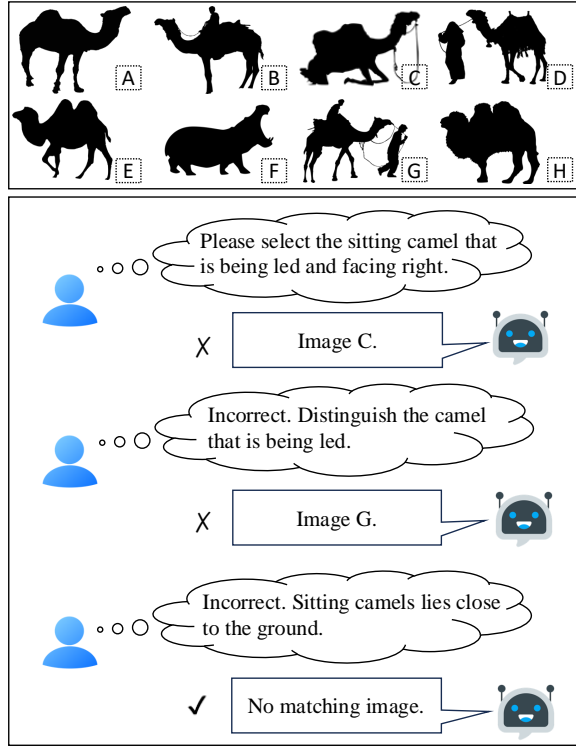 A
B
C
D
E
F
G
H
Please select the sitting camel that
is being led and facing right.
✗
Image C.
Incorrect. Distinguish the camel
that is being led.
✗
Image G.
Incorrect. Sitting camels lies close
to the ground.
✓
No matching image.